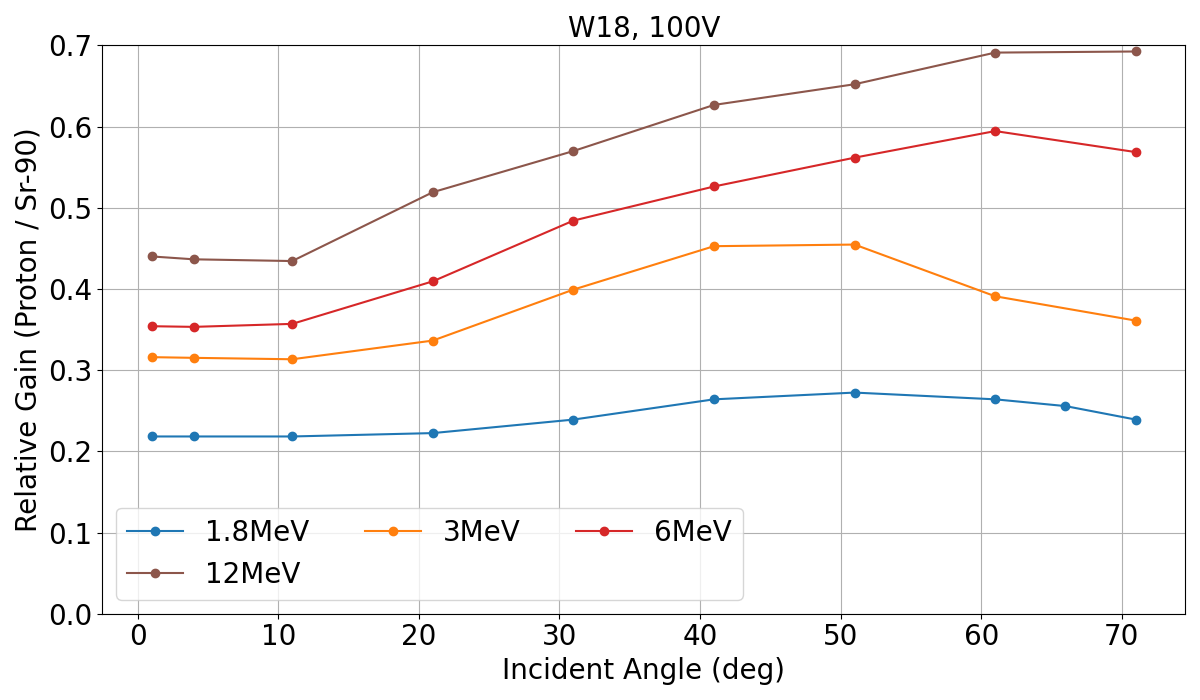 W18, 100V
Relative Gain (Proton / Sr-90)
0.7
0.6
0.5
0.4
0.3
0.2
0.1
0.0
1.8MeV 3MeV 6MeV
12MeV
0 10 20 30 40 50 60 70
Incident Angle (deg)